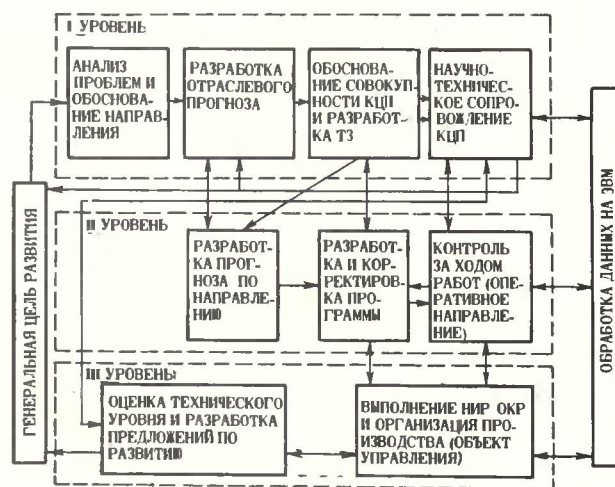 I УРОВЕНЬ
АНАЛИЗ
ПРОБЛЕМ И
ОБОСНОВА-
НИЕ НАПРАВ-
ЛЕНИЯ
РАЗРАБОТКА
ОТРАСЛЕВОГО
ПРОГНОЗА
ОБОСНОВА-
НИЕ СОВОКУП-
НОСТИ КЦП
И РАЗРАБОТ-
КА ТЗ
НАУЧНО-
ТЕХНИЧЕС-
КОЕ СОПРО-
ВОЖДЕНИЕ
КЦП
ГЕНЕРАЛЬНАЯ ЦЕЛЬ РАЗВИТИЯ
ОБРАБОТКА ДАННЫХ НА ЭВМ
II УРОВЕНЬ
РАЗРАБОТ-
КА ПРОГ-
НОЗА ПО
НАПРАВЛЕ-
НИЮ
РАЗРАБОТ-
КА И КОР-
РЕКТИРОВ-
КА ПРО-
ГРАММЫ
КОНТРОЛЬ
ЗА ХОДОМ
РАБОТ (ОПЕ-
РАТИВНОЕ
НАПРАВЛЕ-
НИЕ)
III УРОВЕНЬ
ОЦЕНКА ТЕХНИЧЕСКОГО
УРОВНЯ И РАЗРАБОТКА
ПРЕДЛОЖЕНИЙ ПО
РАЗВИТИЮ
ВЫПОЛНЕНИЕ НИР ОКР
И ОРГАНИЗАЦИЯ ПРО-
ИЗВОДСТВА (ОБЪЕКТ
УПРАВЛЕНИЯ)